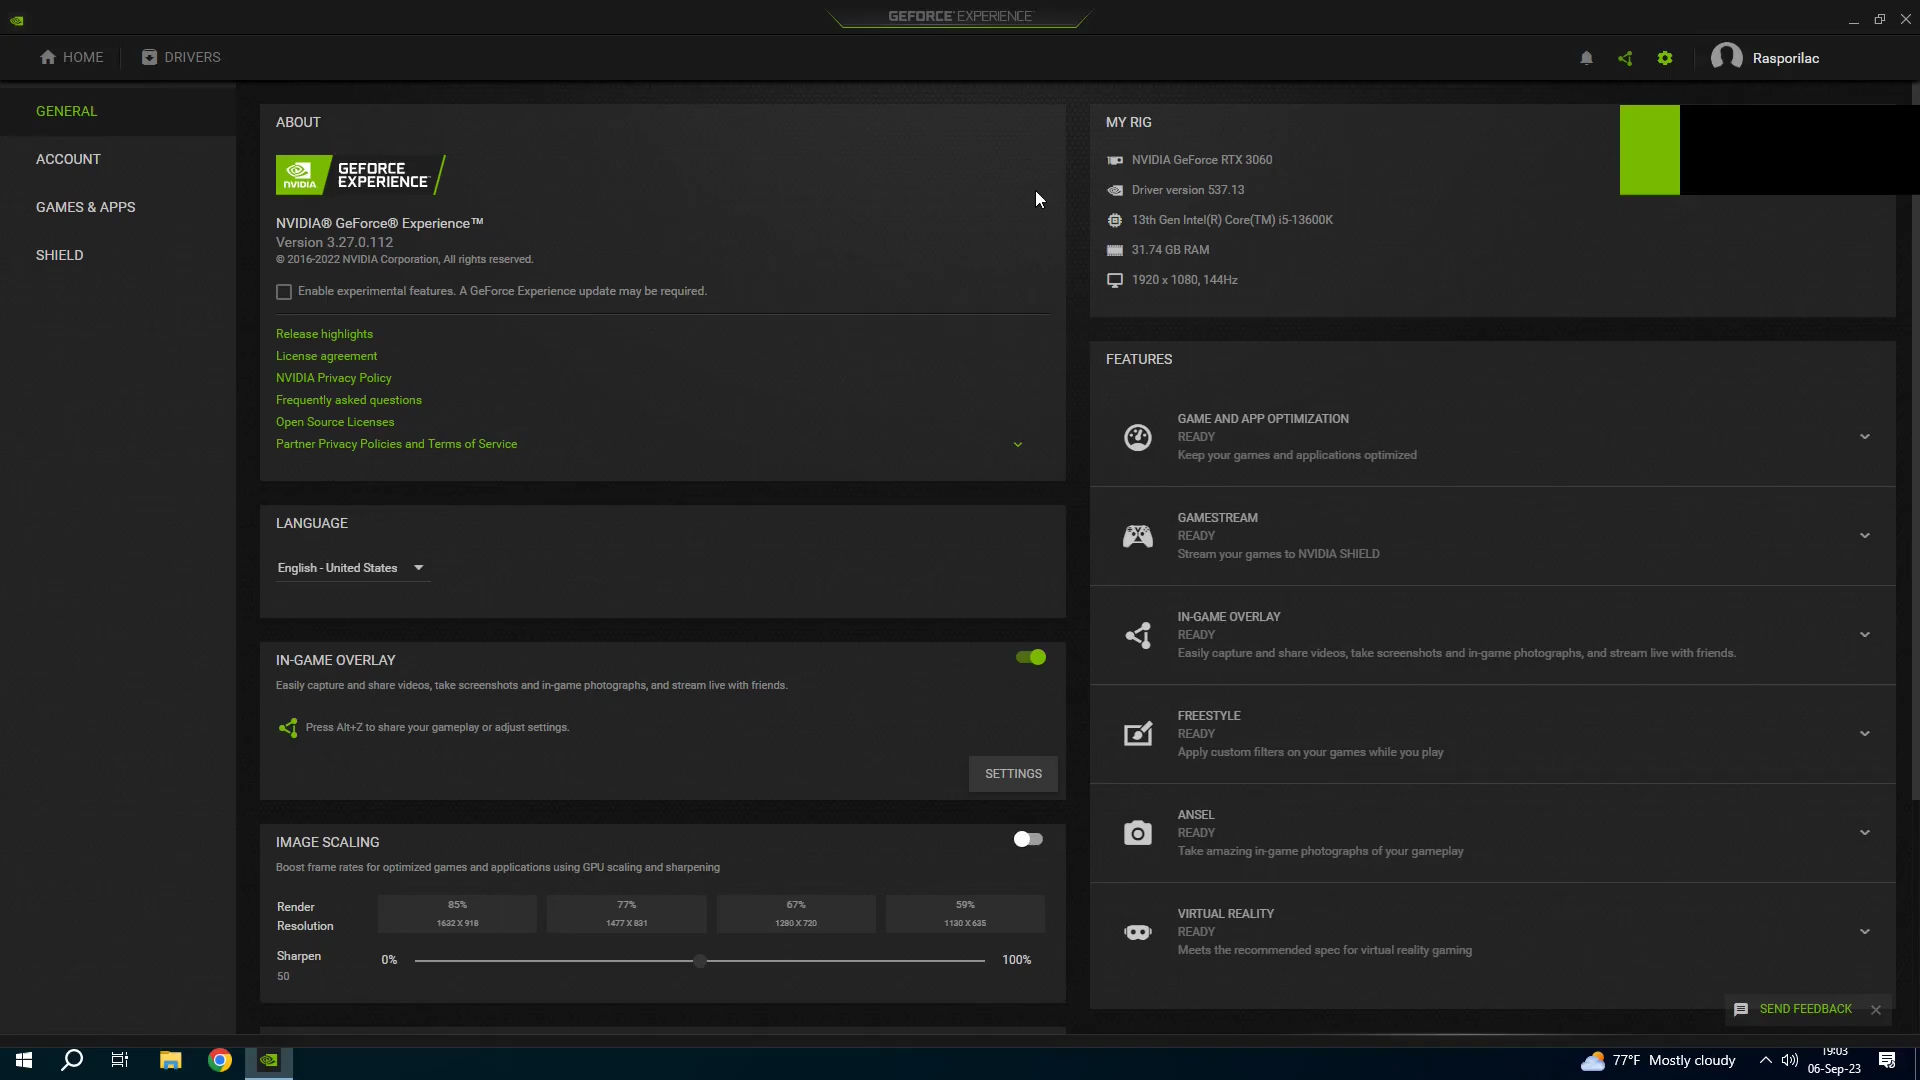 GEFORCE EXPERIENCE
HOME
DRIVERS
Rasporilac
GENERAL
ACCOUNT
GAMES & APPS
SHIELD
ABOUT
NVIDIA
GEFORCE
EXPERIENCE
NVIDIA® GeForce® Experience™
Version 3.27.0.112
© 2016-2022 NVIDIA Corporation, All rights reserved.
Enable experimental features. A GeForce Experience update may be required.
Release highlights
License agreement
NVIDIA Privacy Policy
Frequently asked questions
Open Source Licenses
Partner Privacy Policies and Terms of Service
LANGUAGE
English - United States
IN-GAME OVERLAY
Easily capture and share videos, take screenshots and in-game photographs, and stream live with friends.
Press Alt+Z to share your gameplay or adjust settings.
SETTINGS
IMAGE SCALING
Boost frame rates for optimized games and applications using GPU scaling and sharpening
Render
Resolution
85%
1632 X 918
77%
1477 X 831
67%
1280 X 720
59%
1130 X 635
Sharpen
50
0%
100%
MY RIG
NVIDIA GeForce RTX 3060
Driver version 537.13
13th Gen Intel(R) Core(TM) i5-13600K
31.74 GB RAM
1920 x 1080, 144Hz
FEATURES
GAME AND APP OPTIMIZATION
READY
Keep your games and applications optimized
GAMESTREAM
READY
Stream your games to NVIDIA SHIELD
IN-GAME OVERLAY
READY
Easily capture and share videos, take screenshots and in-game photographs, and stream live with friends.
FREESTYLE
READY
Apply custom filters on your games while you play
ANSEL
READY
Take amazing in-game photographs of your gameplay
VIRTUAL REALITY
READY
Meets the recommended spec for virtual reality gaming
SEND FEEDBACK
77°F Mostly cloudy
19:03
06-Sep-23